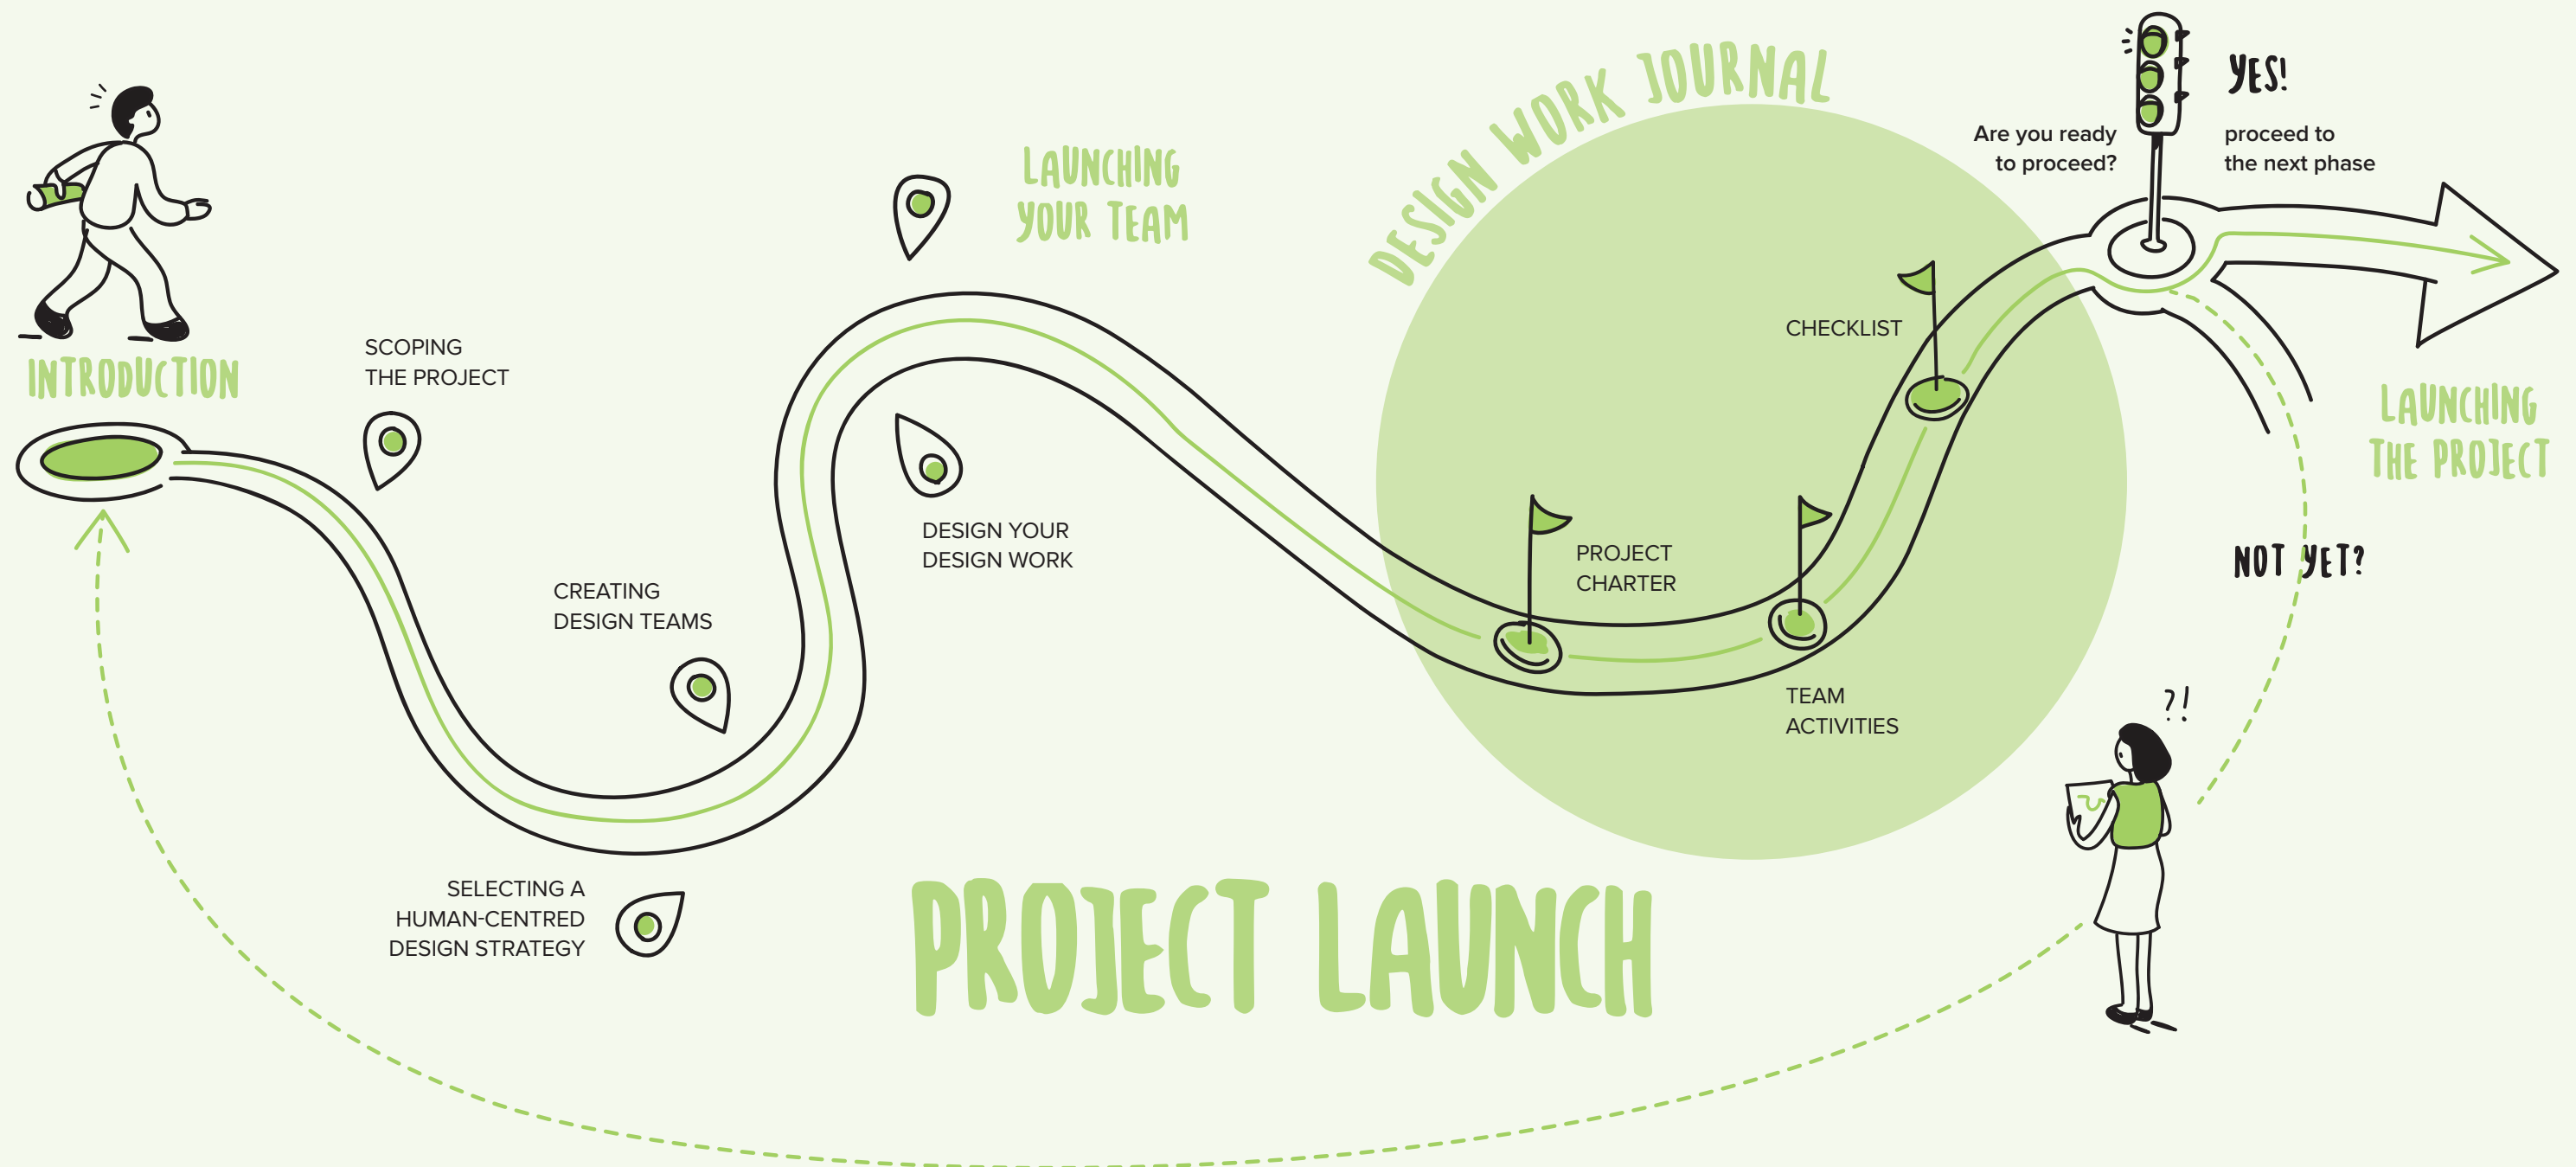 INTRODUCTION
SCOPING
THE PROJECT
SELECTING A
HUMAN-CENTRED
DESIGN STRATEGY
CREATING
DESIGN TEAMS
DESIGN YOUR
DESIGN WORK
LAUNCHING
YOUR TEAM
DESIGN WORK JOURNAL
PROJECT
CHARTER
TEAM
ACTIVITIES
CHECKLIST
Are you ready
to proceed?
YES!
proceed to
the next phase
LAUNCHING
THE PROJECT
NOT YET?
?!
PROJECT LAUNCH